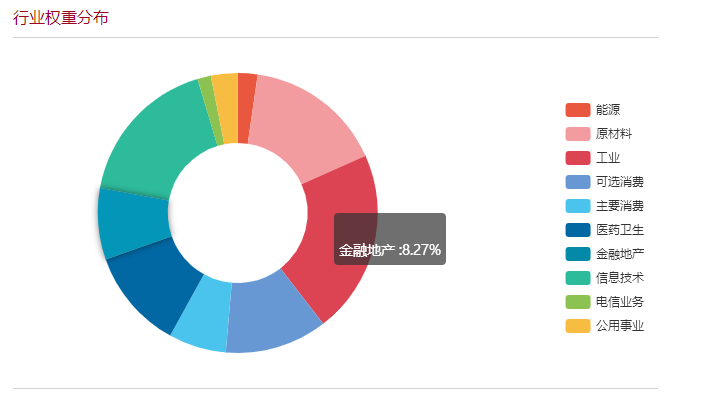 行业权重分布
能源
原材料
工业
可选消费
主要消费
医药卫生
金融地产
信息技术
电信业务
公用事业
金融地产 :8.27%